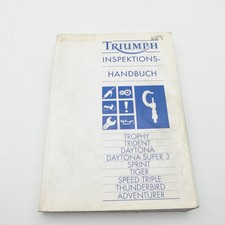 TRIUMPH
INSPEKTIONS-
HANDBUCH
TROPHY
TRIDENT
DAYTONA
DAYTONA SUPER 3
SPRINT
TIGER
SPEED TRIPLE
THUNDERBIRD
ADVENTURER